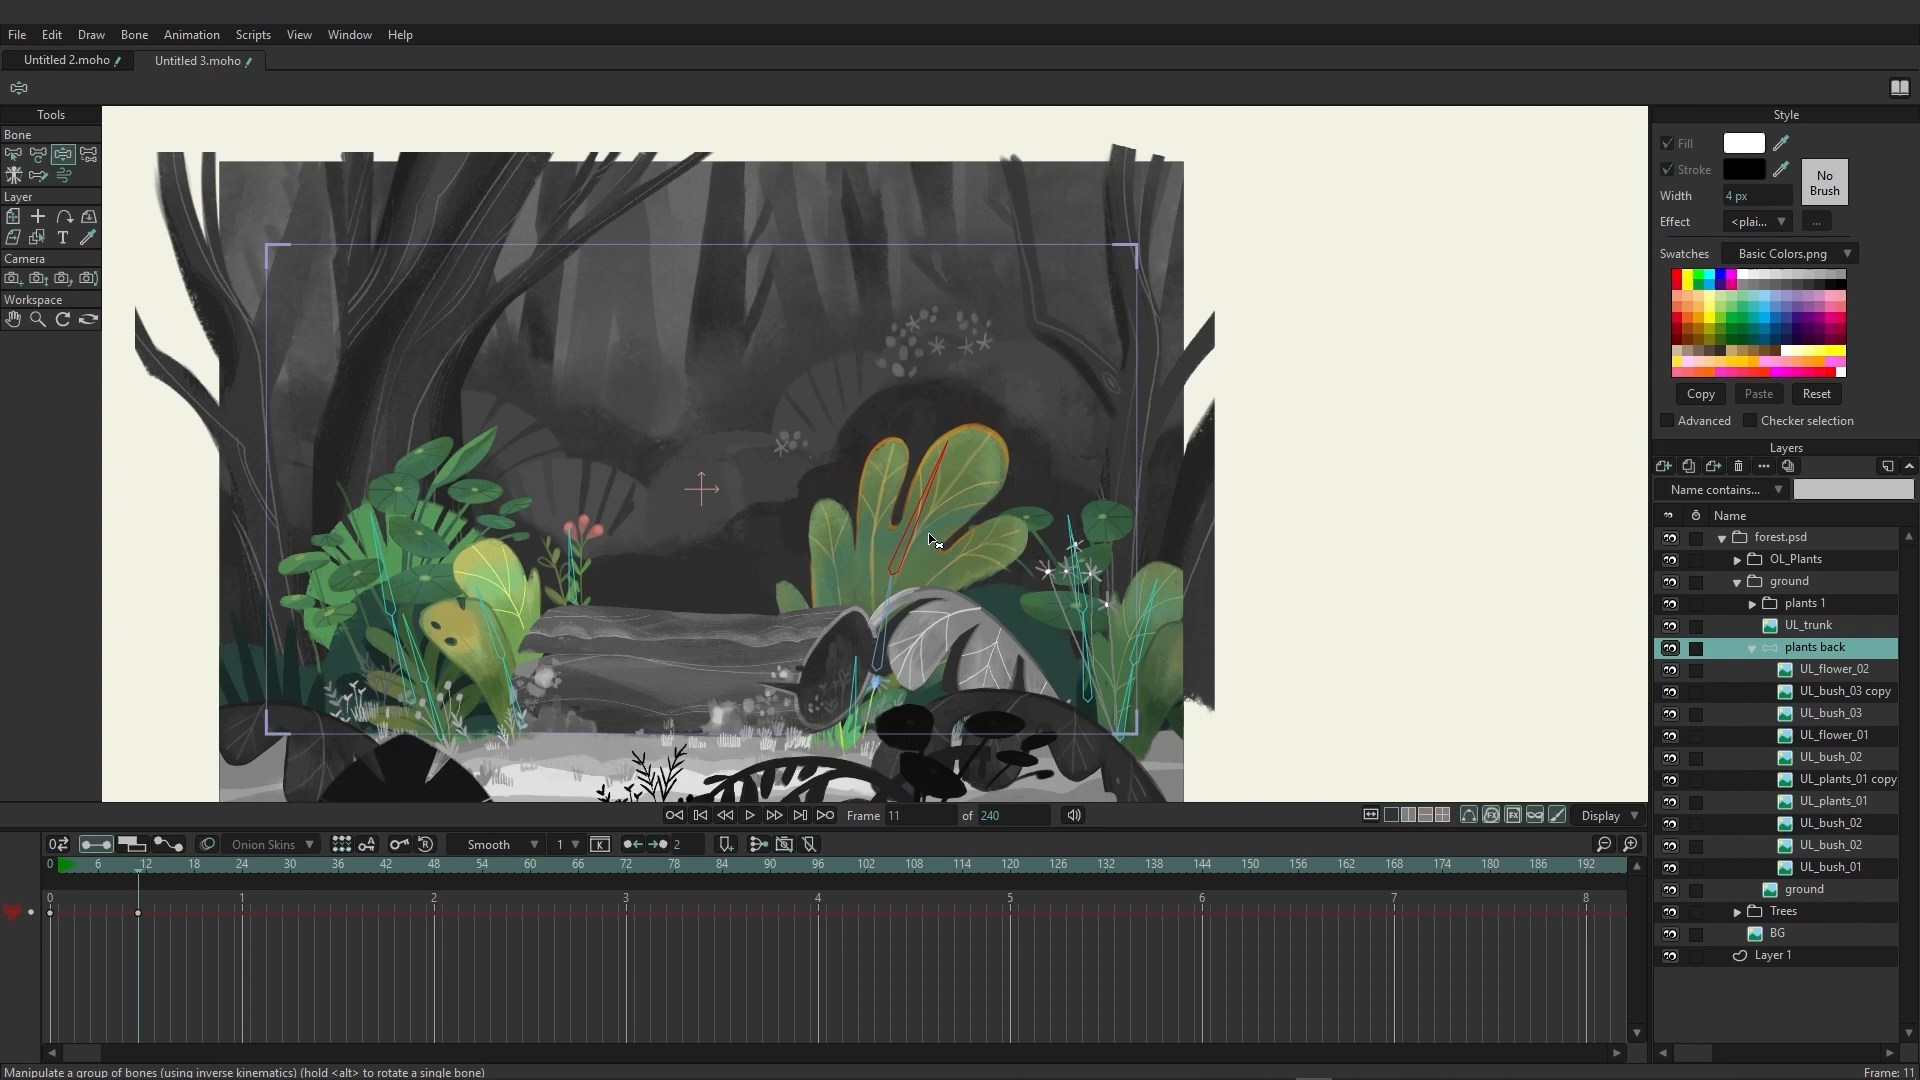 File Edit Draw Bone Animation Scripts View Window Help
Untitled 2.moho Untitled 3.moho
Tools
Bone
Layer
T
Camera
Workspace
Style
Fill
Stroke
No Brush
Width 4 px
Effect <plai... ...
Swatches Basic Colors.png
Copy Paste Reset
Advanced Checker selection
Layers
Name contains...
Name
forest.psd
OL_Plants
ground
plants 1
UL_trunk
plants back
UL_flower_02
UL_bush_03 copy
UL_bush_03
UL_flower_01
UL_bush_02
UL_plants_01 copy
UL_plants_01
UL_bush_02
UL_bush_02
UL_bush_01
ground
Trees
BG
Layer 1
Frame 11 of 240
Display
Onion Skins Smooth 1 K 2
0 6 12 18 24 30 36 42 48 54 60 66 72 78 84 90 96 102 108 114 120 126 132 138 144 150 156 162 168 174 180 186 192
0 1 2 3 4 5 6 7 8
Manipulate a group of bones (using inverse kinematics) (hold <alt> to rotate a single bone)
Frame: 11